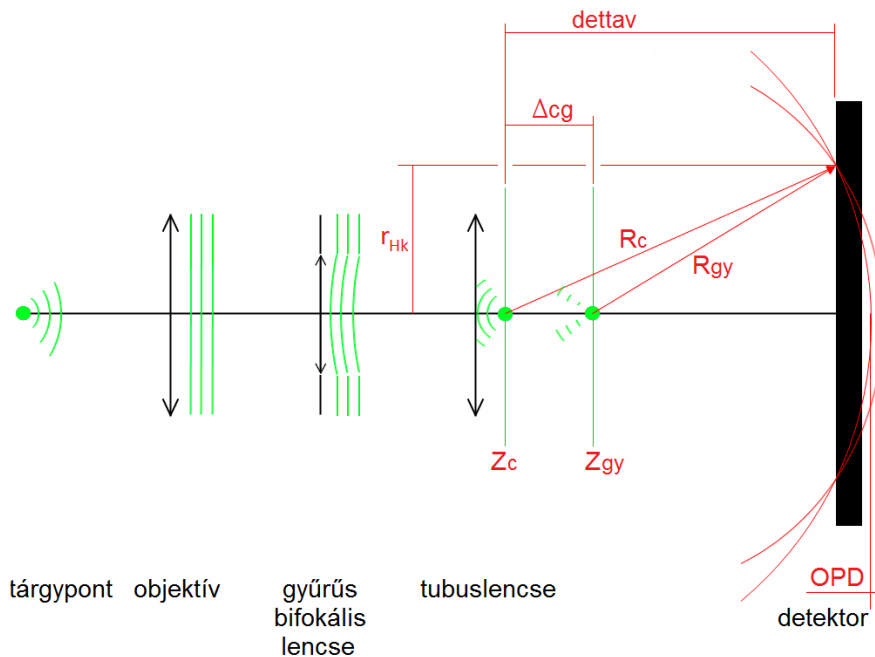 dettav
Δcg
rHk
Rc
Rgy
Zc
Zgy
OPD
tárgypont
objektív
gyűrűs
bifokális
lencse
tubuslencse
detektor